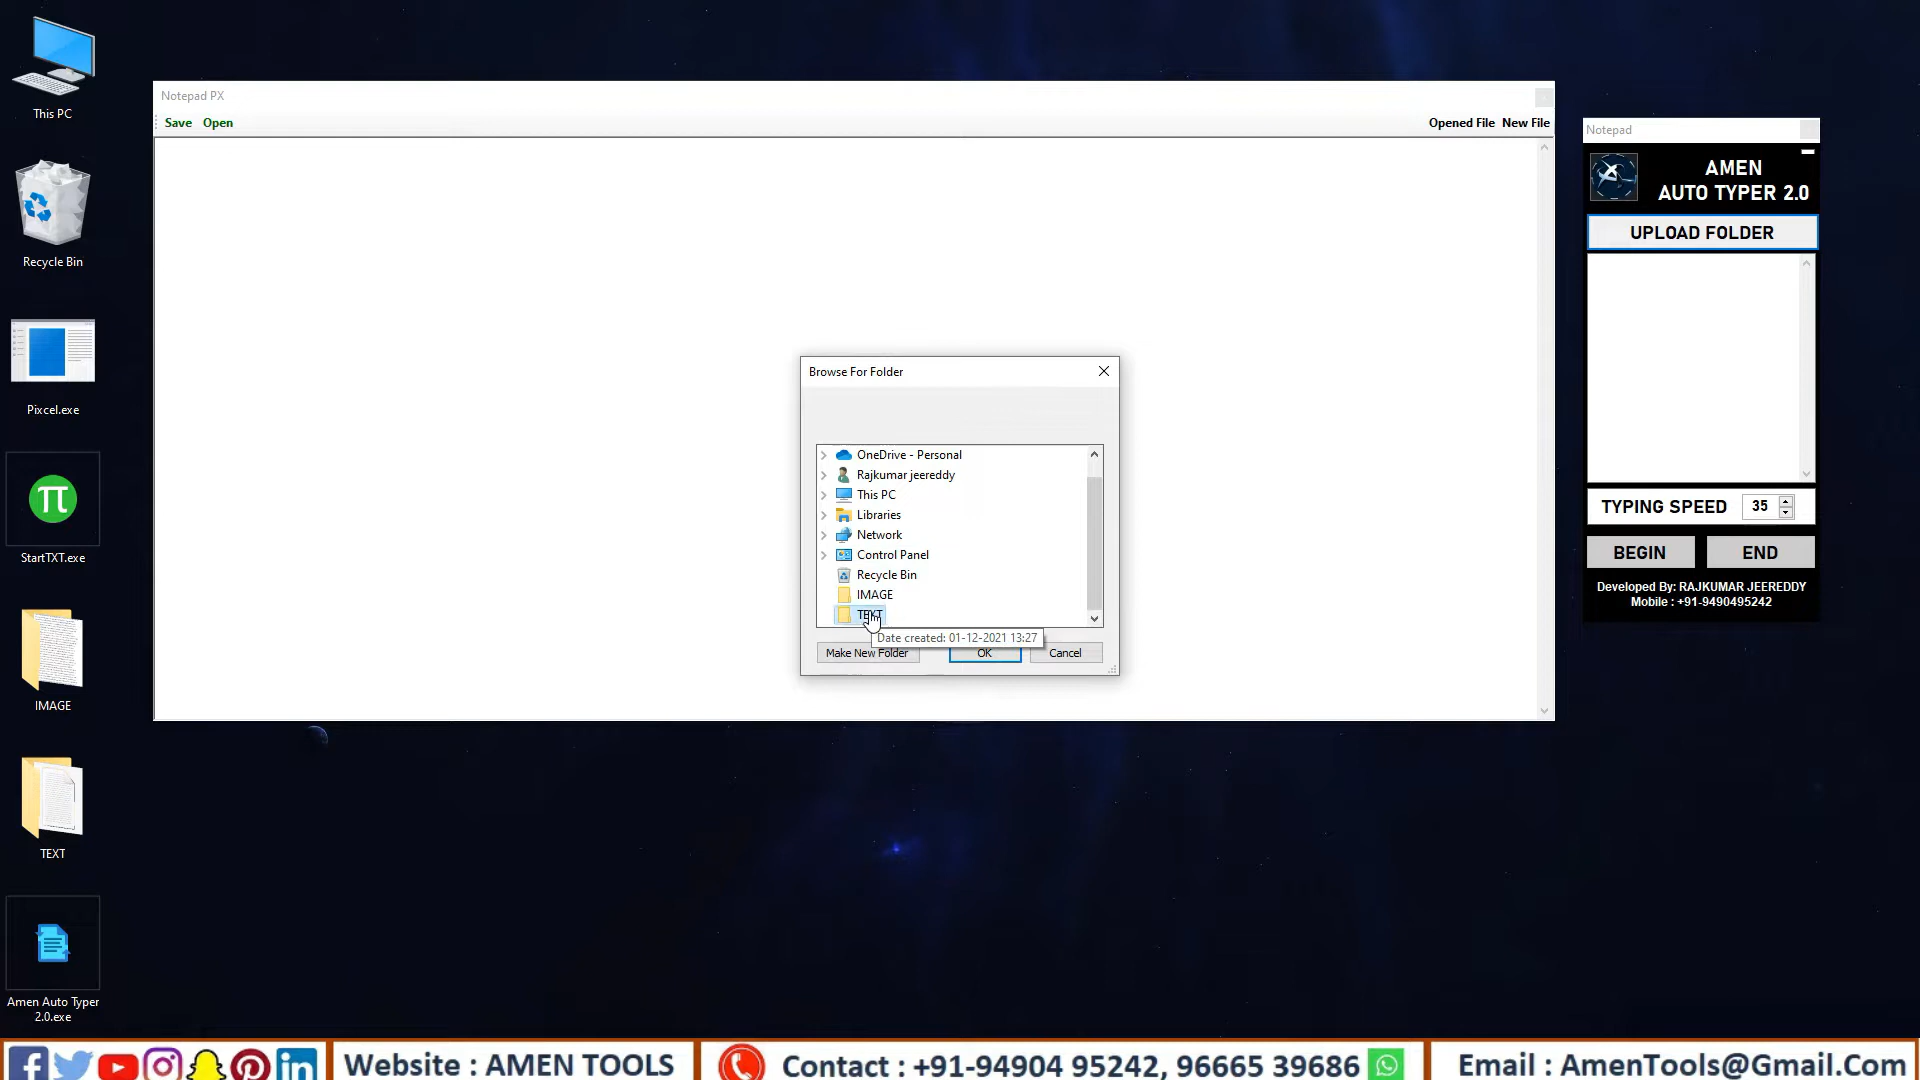 This PC
Recycle Bin
Pixcel.exe
StartTXT.exe
IMAGE
TEXT
Amen Auto Typer
2.0.exe
Notepad PX
Save Open
Opened File New File
Browse For Folder
OneDrive - Personal
Rajkumar jeereddy
This PC
Libraries
Network
Control Panel
Recycle Bin
IMAGE
TEXT
Date created: 01-12-2021 13:27
Make New Folder OK Cancel
Notepad
AMEN
AUTO TYPER 2.0
UPLOAD FOLDER
TYPING SPEED 35
BEGIN END
Developed By: RAJKUMAR JEEREDDY
Mobile : +91-9490495242
Website : AMEN TOOLS
Contact : +91-94904 95242, 96665 39686
Email : AmenTools@Gmail.Com